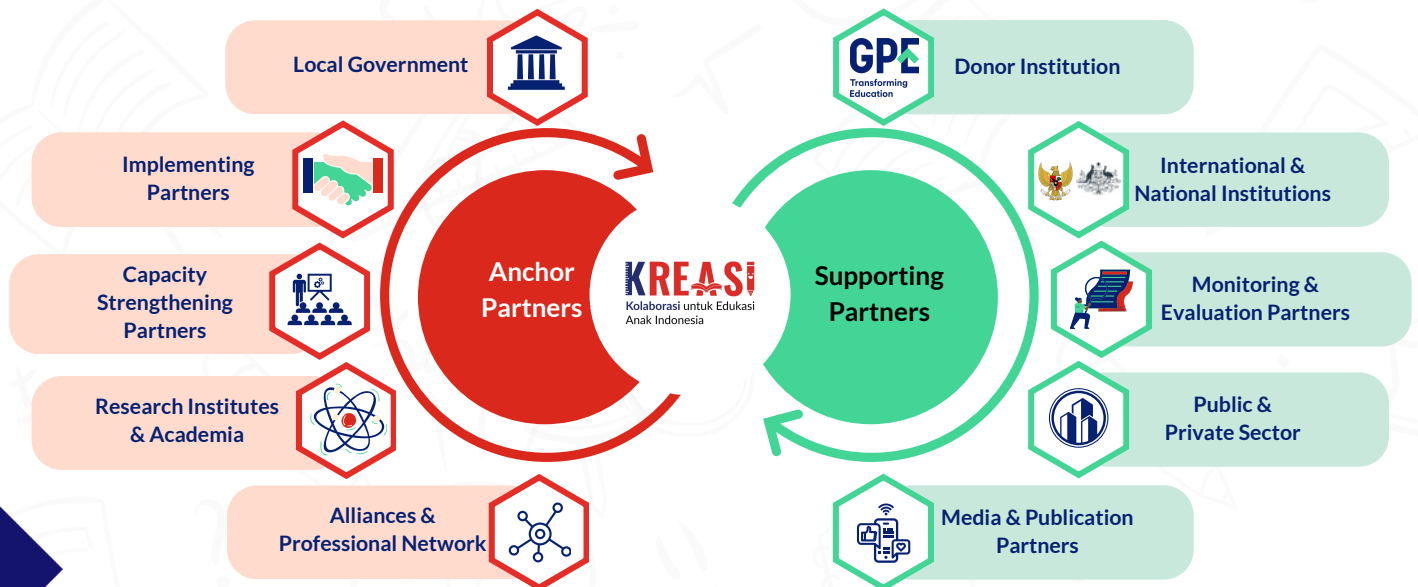 Local Government
Implementing
Partners
Capacity
Strengthening
Partners
Research Institutes
& Academia
Alliances &
Professional Network
Anchor
Partners
KREASI
Kolaborasi untuk Edukasi
Anak Indonesia
Supporting
Partners
GPE
Transforming
Education
Donor Institution
International &
National Institutions
Monitoring &
Evaluation Partners
Public &
Private Sector
Media & Publication
Partners